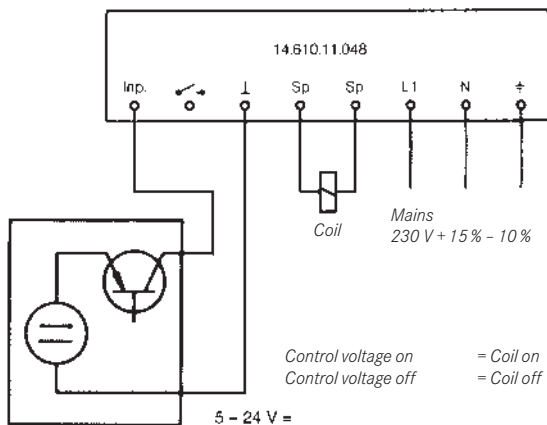 14.610.11.048
Inp. ⊥ Sp Sp L1 N ⏚
Coil
Mains
230 V + 15 % – 10 %
Control voltage on = Coil on
Control voltage off = Coil off
5 – 24 V =